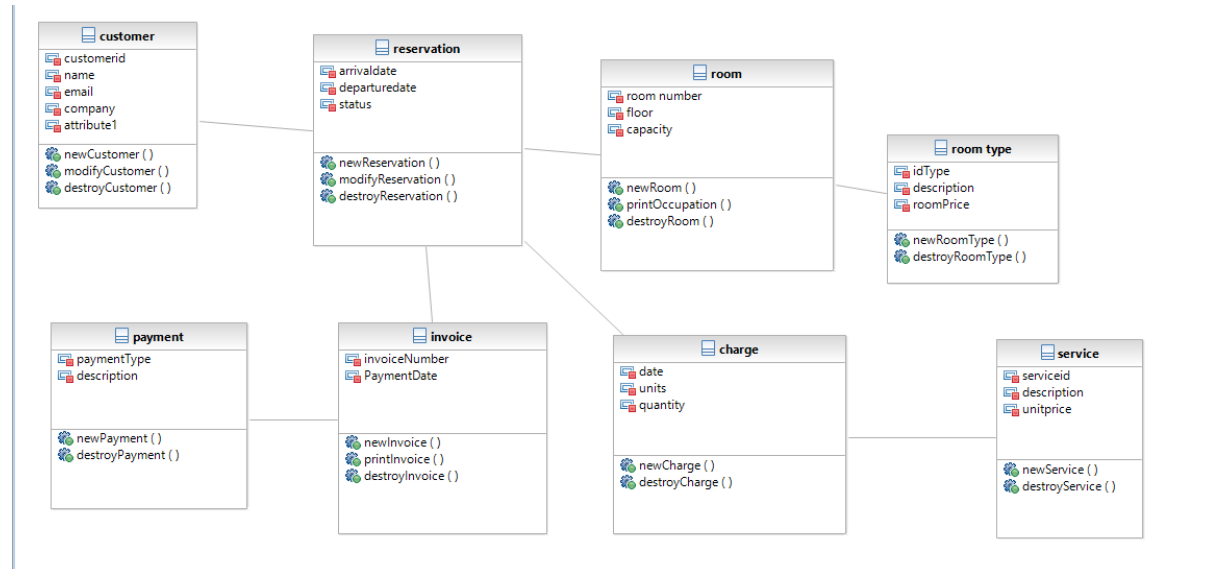 customer
customerid
name
email
company
attribute1
newCustomer ( )
modifyCustomer ( )
destroyCustomer ( )
reservation
arrivaldate
departuredate
status
newReservation ( )
modifyReservation ( )
destroyReservation ( )
room
room number
floor
capacity
newRoom ( )
printOccupation ( )
destroyRoom ( )
room type
idType
description
roomPrice
newRoomType ( )
destroyRoomType ( )
payment
paymentType
description
newPayment ( )
destroyPayment ( )
invoice
invoiceNumber
PaymentDate
newInvoice ( )
printInvoice ( )
destroyInvoice ( )
charge
date
units
quantity
newCharge ( )
destroyCharge ( )
service
serviceid
description
unitprice
newService ( )
destroyService ( )